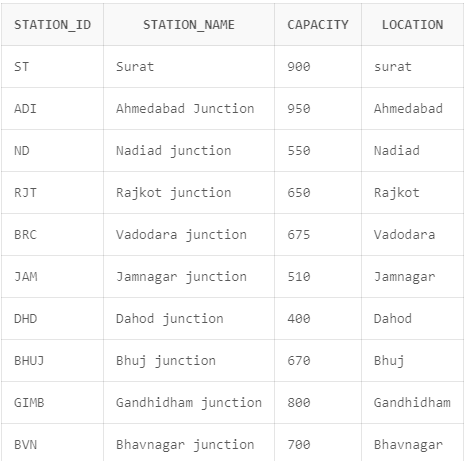 STATION_ID STATION_NAME CAPACITY LOCATION
ST Surat 900 surat
ADI Ahmedabad Junction 950 Ahmedabad
ND Nadiad junction 550 Nadiad
RJT Rajkot junction 650 Rajkot
BRC Vadodara junction 675 Vadodara
JAM Jamnagar junction 510 Jamnagar
DHD Dahod junction 400 Dahod
BHUJ Bhuj junction 670 Bhuj
GIMB Gandhidham junction 800 Gandhidham
BVN Bhavnagar junction 700 Bhavnagar